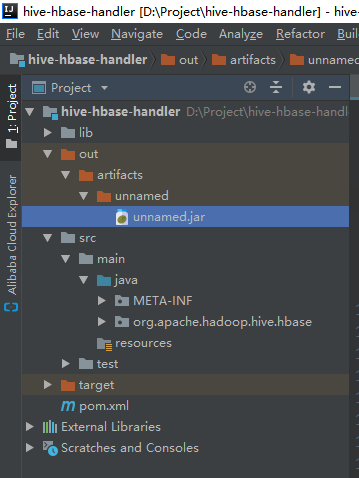 hive-hbase-handler [D:\Project\hive-hbase-handler] - hive-
File Edit View Navigate Code Analyze Refactor Build
hive-hbase-handler out artifacts unnamed
Project
1: Project
Alibaba Cloud Explorer
hive-hbase-handler D:\Project\hive-hbase-handl
lib
out
artifacts
unnamed
unnamed.jar
src
main
java
META-INF
org.apache.hadoop.hive.hbase
resources
test
target
pom.xml
External Libraries
Scratches and Consoles